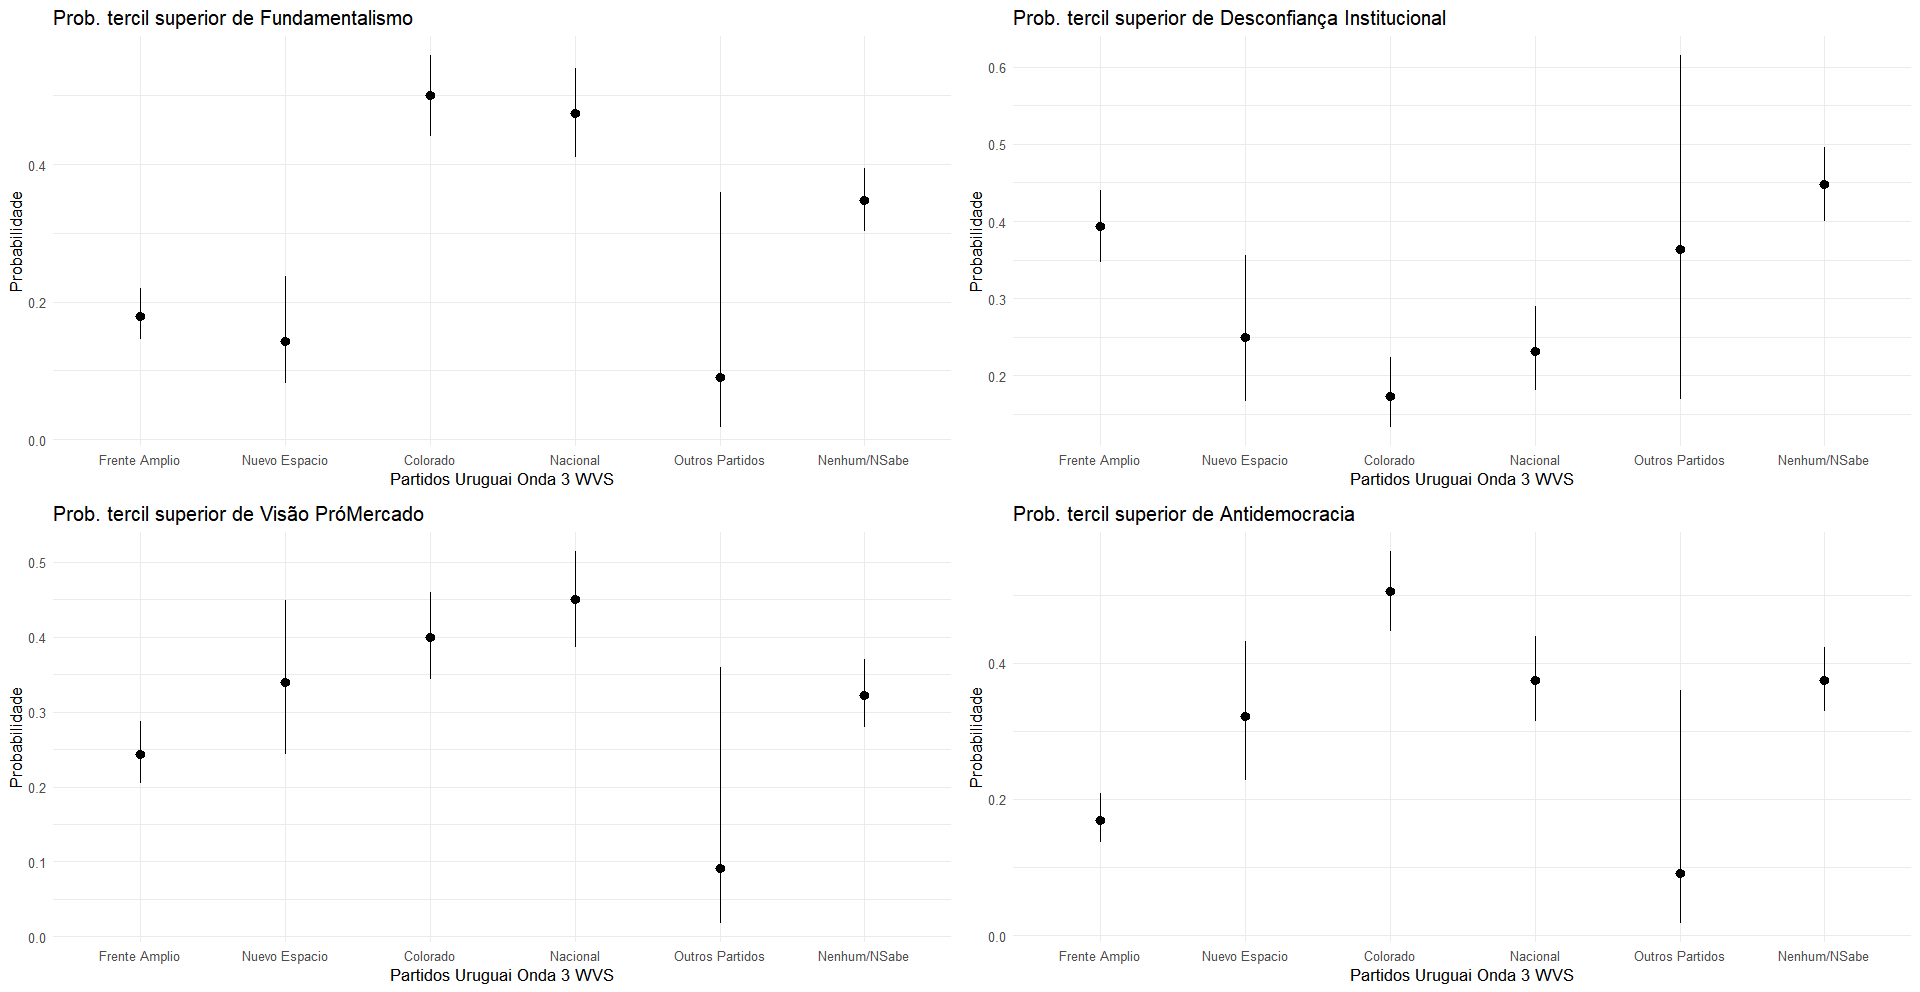 Prob. tercil superior de Fundamentalismo
Probabilidade
0.4
0.2
0.0
Frente Amplio Nuevo Espacio Colorado Nacional Outros Partidos Nenhum/NSabe
Partidos Uruguai Onda 3 WVS
Prob. tercil superior de Desconfiança Institucional
Probabilidade
0.6
0.5
0.4
0.3
0.2
Frente Amplio Nuevo Espacio Colorado Nacional Outros Partidos Nenhum/NSabe
Partidos Uruguai Onda 3 WVS
Prob. tercil superior de Visão PróMercado
Probabilidade
0.5
0.4
0.3
0.2
0.1
0.0
Frente Amplio Nuevo Espacio Colorado Nacional Outros Partidos Nenhum/NSabe
Partidos Uruguai Onda 3 WVS
Prob. tercil superior de Antidemocracia
Probabilidade
0.4
0.2
0.0
Frente Amplio Nuevo Espacio Colorado Nacional Outros Partidos Nenhum/NSabe
Partidos Uruguai Onda 3 WVS